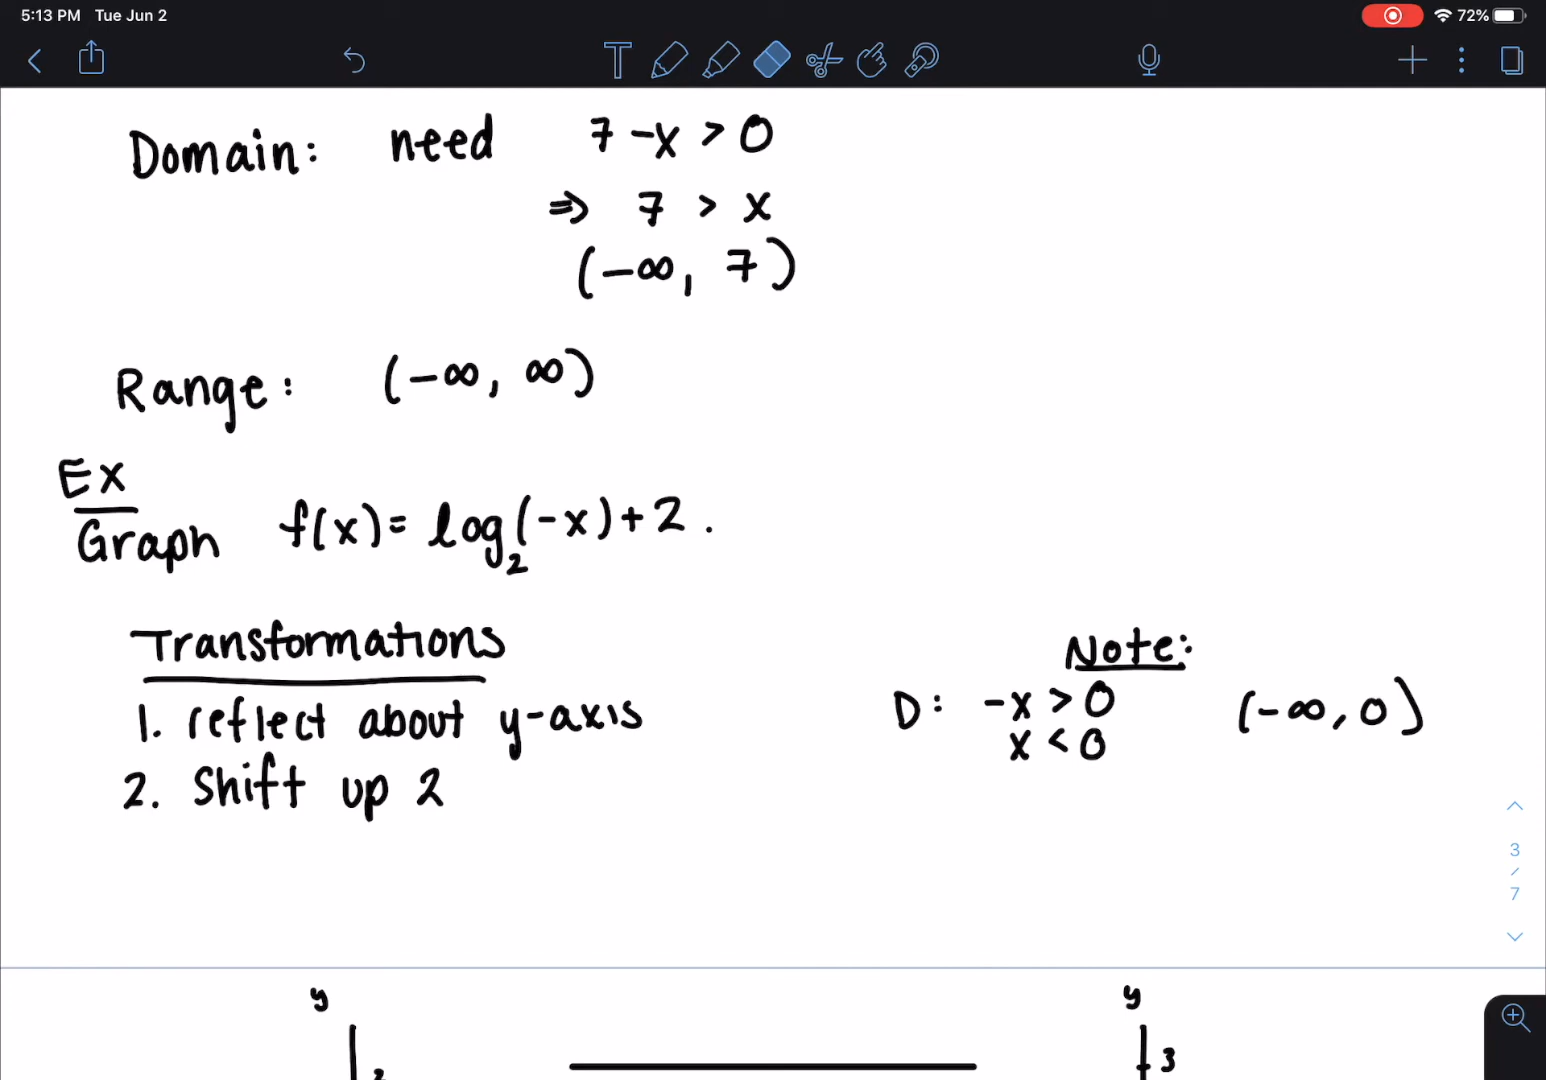 5:13 PM Tue Jun 2
72%
Domain: need 7 -x > 0
⇒ 7 > x
(-∞, 7)
Range: (-∞, ∞)
Ex
Graph f(x)= log₂(-x)+2.
Transformations
1. reflect about y-axis
2. Shift up 2
Note:
D: -x > 0 (-∞, 0)
x < 0
3
/
7
y y
3